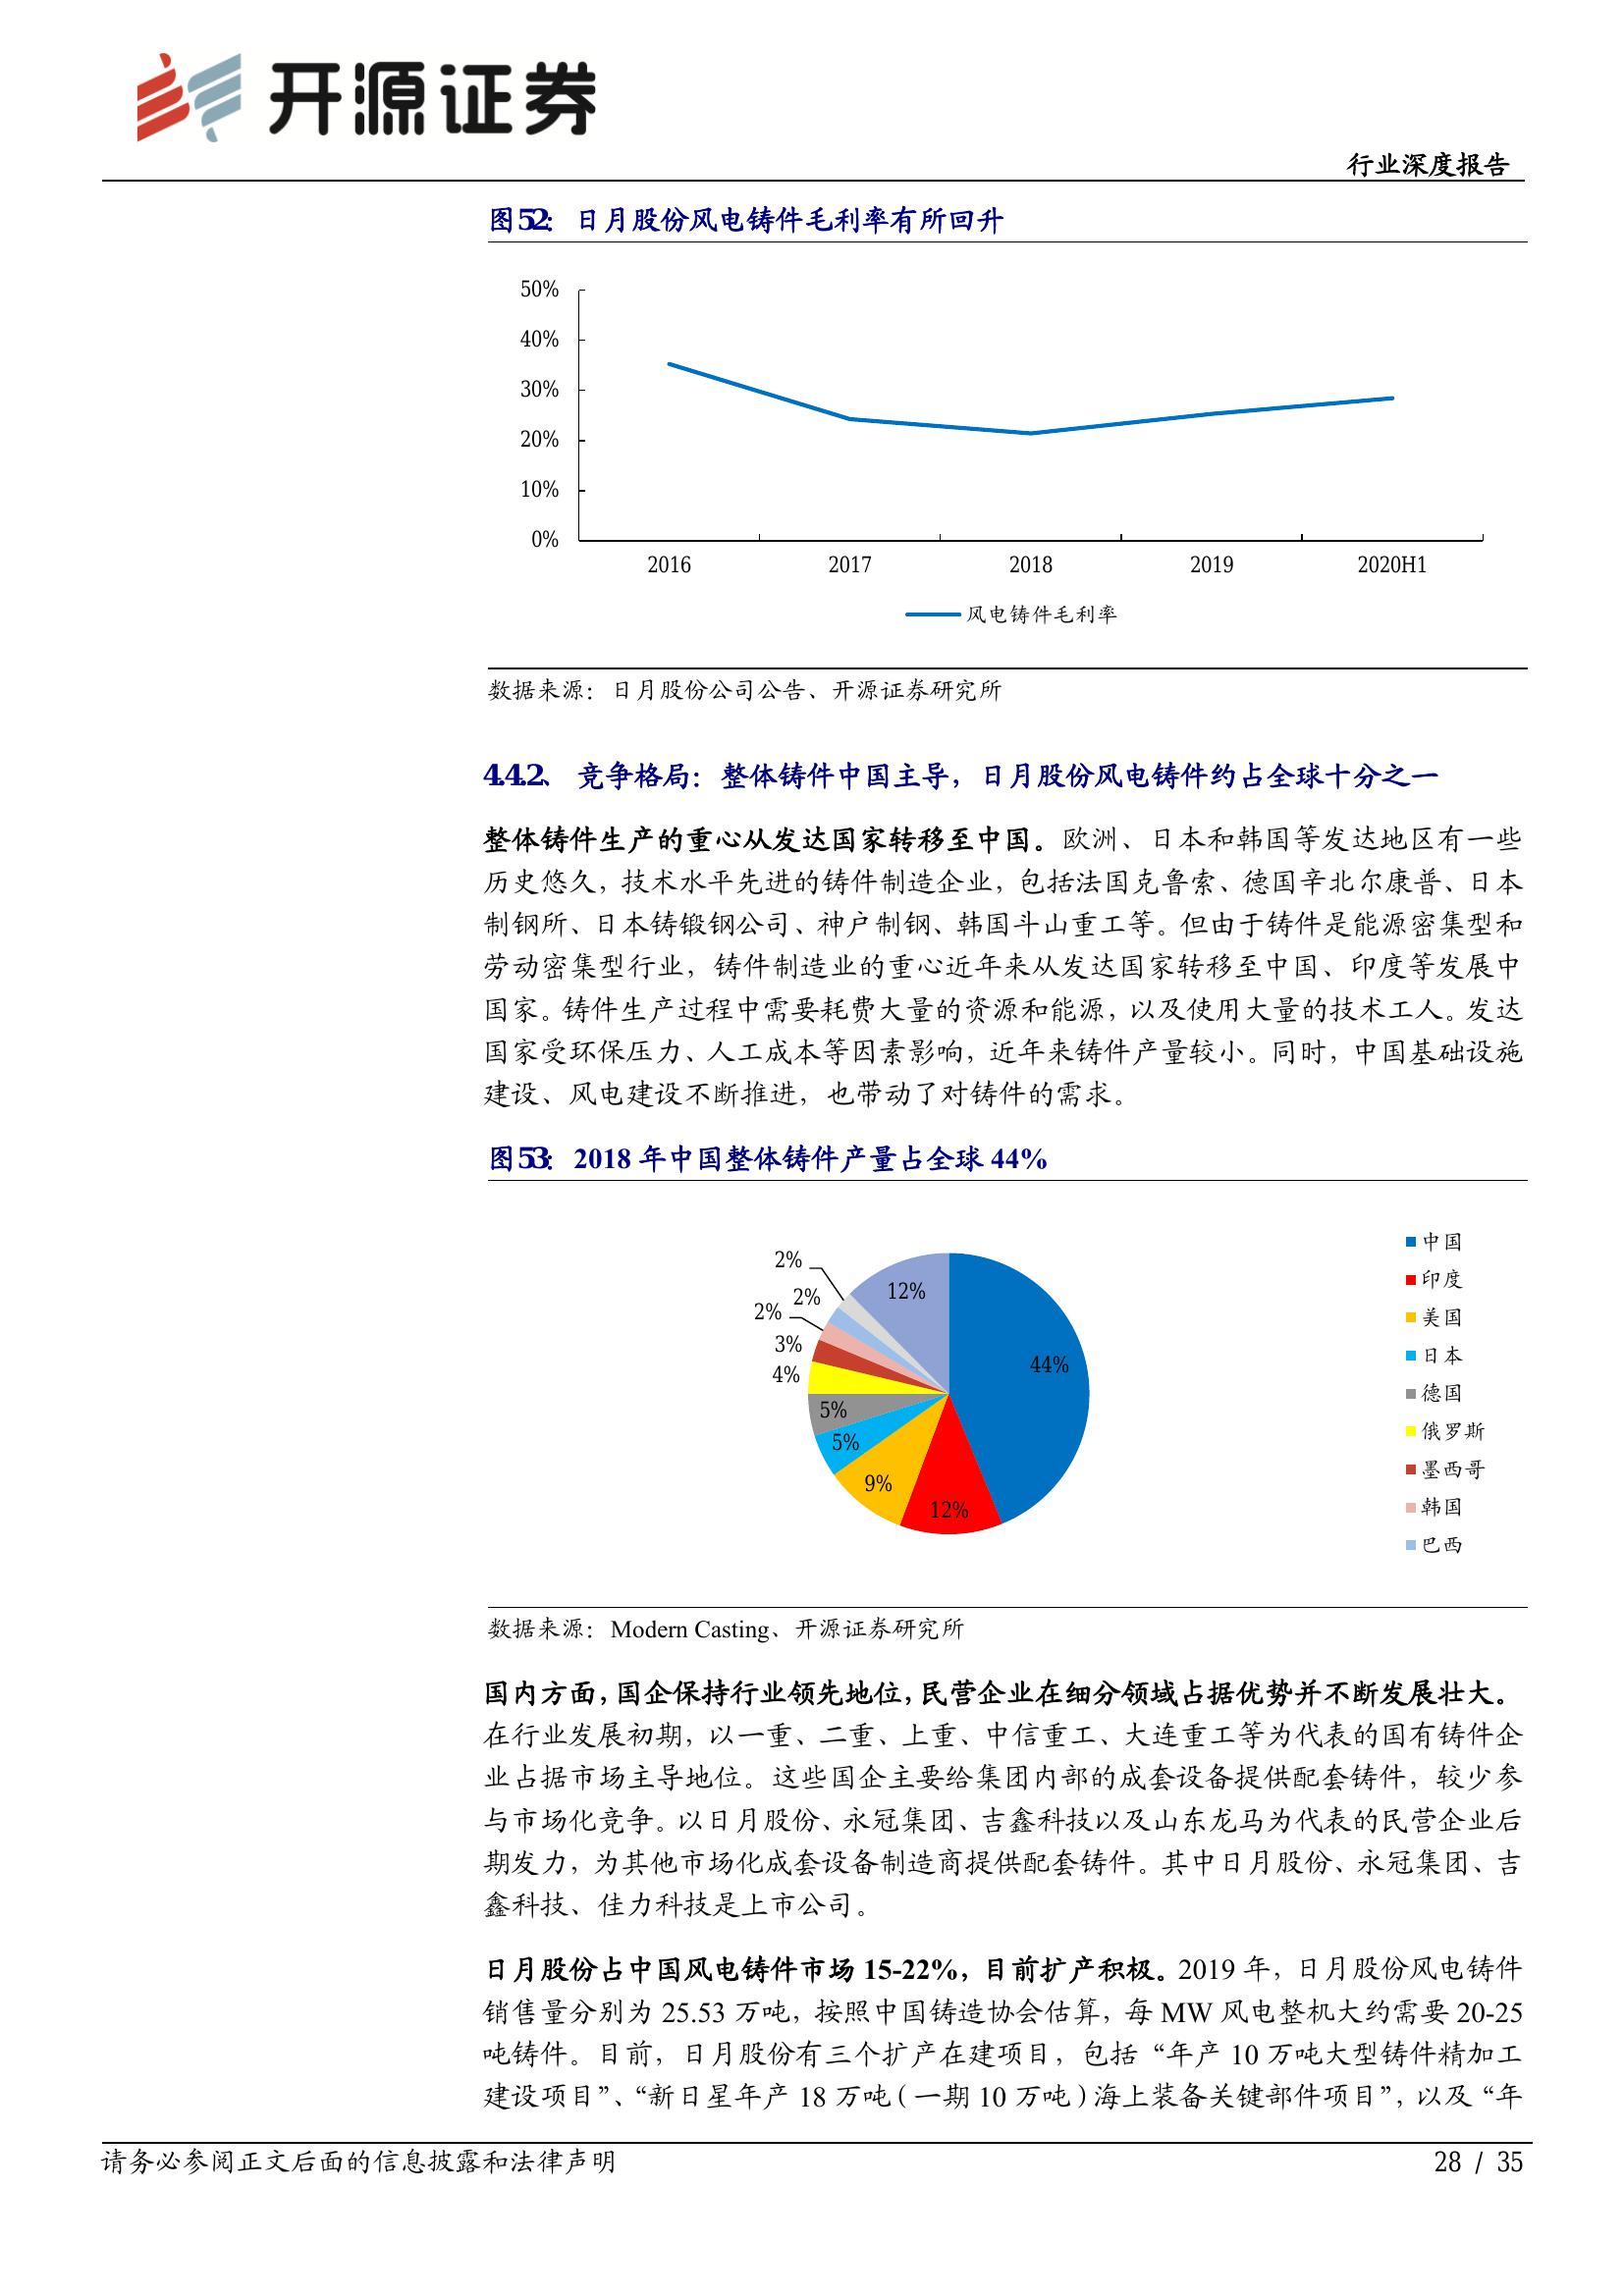 开源证券
行业深度报告
图52：日月股份风电铸件毛利率有所回升
50%
40%
30%
20%
10%
0%
2016 2017 2018 2019 2020H1
风电铸件毛利率
数据来源：日月股份公司公告、开源证券研究所
4.4.2、 竞争格局：整体铸件中国主导，日月股份风电铸件约占全球十分之一
整体铸件生产的重心从发达国家转移至中国。欧洲、日本和韩国等发达地区有一些
历史悠久，技术水平先进的铸件制造企业，包括法国克鲁索、德国辛北尔康普、日本
制钢所、日本铸锻钢公司、神户制钢、韩国斗山重工等。但由于铸件是能源密集型和
劳动密集型行业，铸件制造业的重心近年来从发达国家转移至中国、印度等发展中
国家。铸件生产过程中需要耗费大量的资源和能源，以及使用大量的技术工人。发达
国家受环保压力、人工成本等因素影响，近年来铸件产量较小。同时，中国基础设施
建设、风电建设不断推进，也带动了对铸件的需求。
图53：2018 年中国整体铸件产量占全球 44%
2%
2%
2%
3%
4%
5%
5%
9%
12%
12%
44%
中国
印度
美国
日本
德国
俄罗斯
墨西哥
韩国
巴西
数据来源：Modern Casting、开源证券研究所
国内方面，国企保持行业领先地位，民营企业在细分领域占据优势并不断发展壮大。
在行业发展初期，以一重、二重、上重、中信重工、大连重工等为代表的国有铸件企
业占据市场主导地位。这些国企主要给集团内部的成套设备提供配套铸件，较少参
与市场化竞争。以日月股份、永冠集团、吉鑫科技以及山东龙马为代表的民营企业后
期发力，为其他市场化成套设备制造商提供配套铸件。其中日月股份、永冠集团、吉
鑫科技、佳力科技是上市公司。
日月股份占中国风电铸件市场 15-22%，目前扩产积极。2019 年，日月股份风电铸件
销售量分别为 25.53 万吨，按照中国铸造协会估算，每 MW 风电整机大约需要 20-25
吨铸件。目前，日月股份有三个扩产在建项目，包括“年产 10 万吨大型铸件精加工
建设项目”、“新日星年产 18 万吨（一期 10 万吨）海上装备关键部件项目”，以及“年
请务必参阅正文后面的信息披露和法律声明
28 / 35